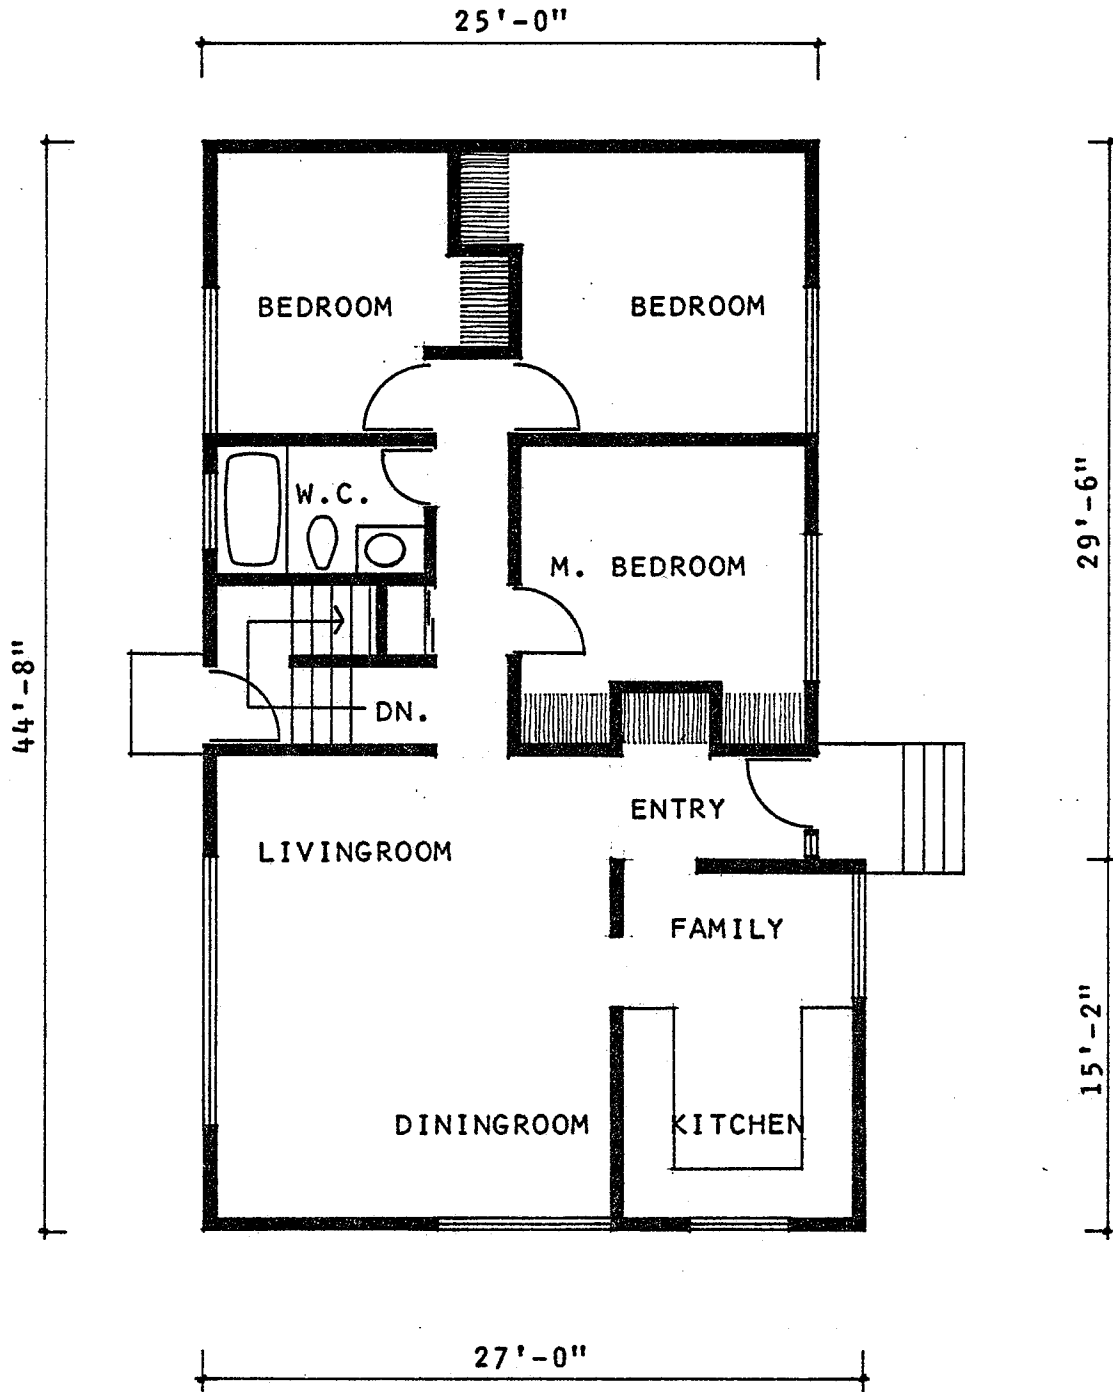 25'-0"
BEDROOM
BEDROOM
W.C.
M. BEDROOM
29'-6"
44'-8"
DN.
ENTRY
LIVINGROOM
FAMILY
15'-2"
DININGROOM
KITCHEN
27'-0"